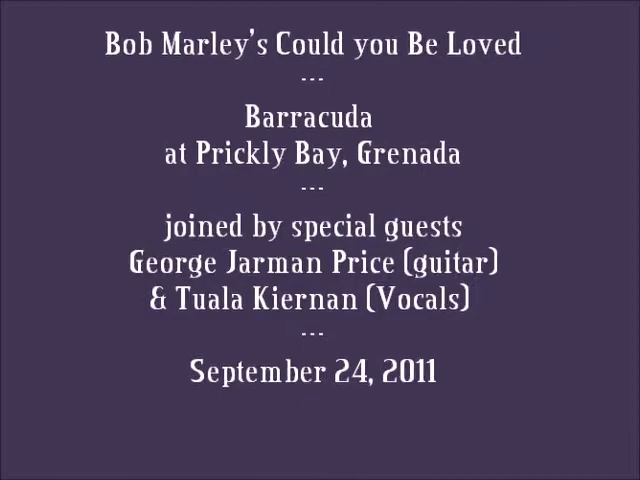 Bob Marley's Could you Be Loved
---
Barracuda
at Prickly Bay, Grenada
---
joined by special guests
George Jarman Price (guitar)
& Tuala Kiernan (Vocals)
---
September 24, 2011